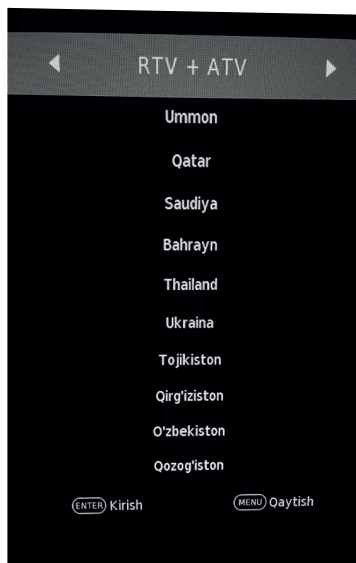 RTV + ATV
Ummon
Qatar
Saudiya
Bahrayn
Thailand
Ukraina
Tojikiston
Qirg'iziston
O'zbekiston
Qozog'iston
ENTER Kirish MENU Qaytish